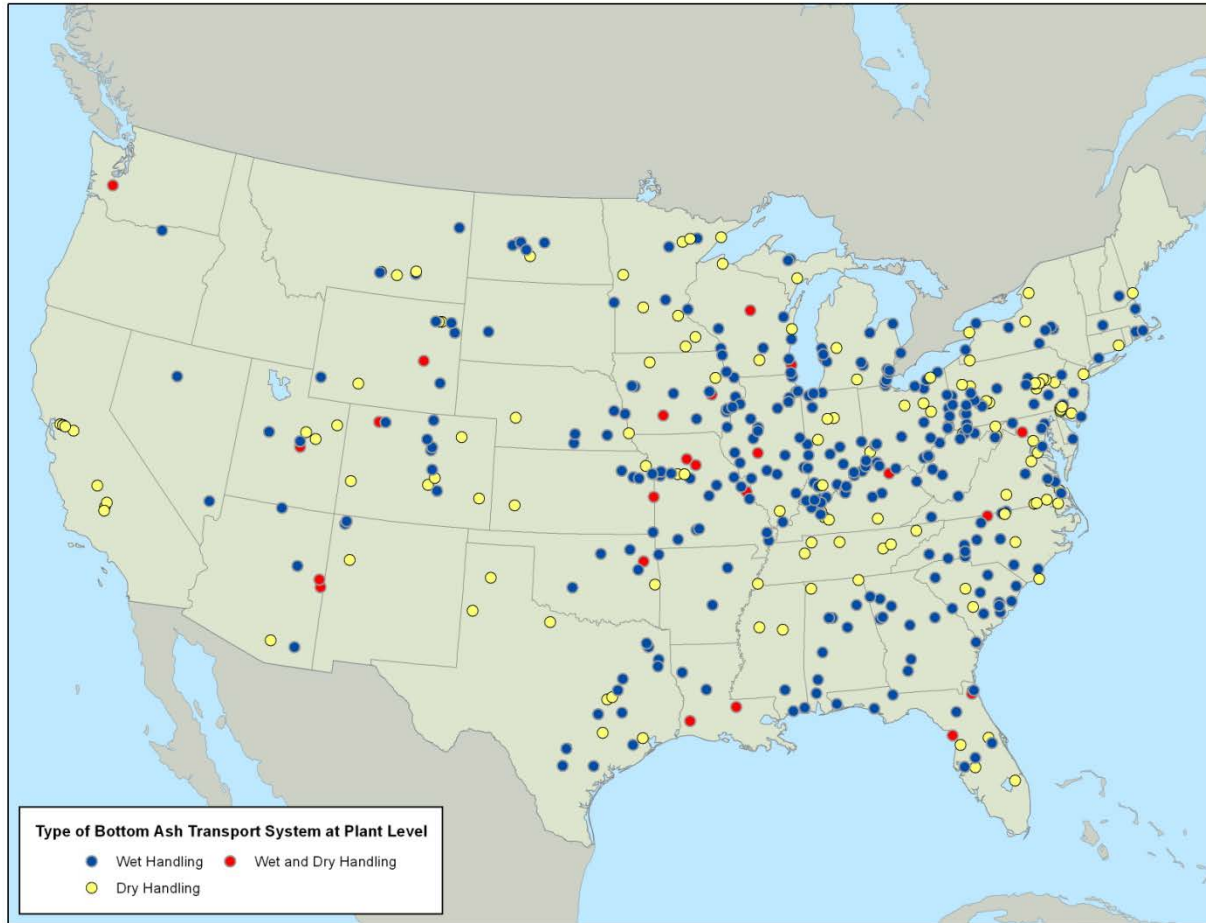 Type of Bottom Ash Transport System at Plant Level
Wet Handling Wet and Dry Handling
Dry Handling